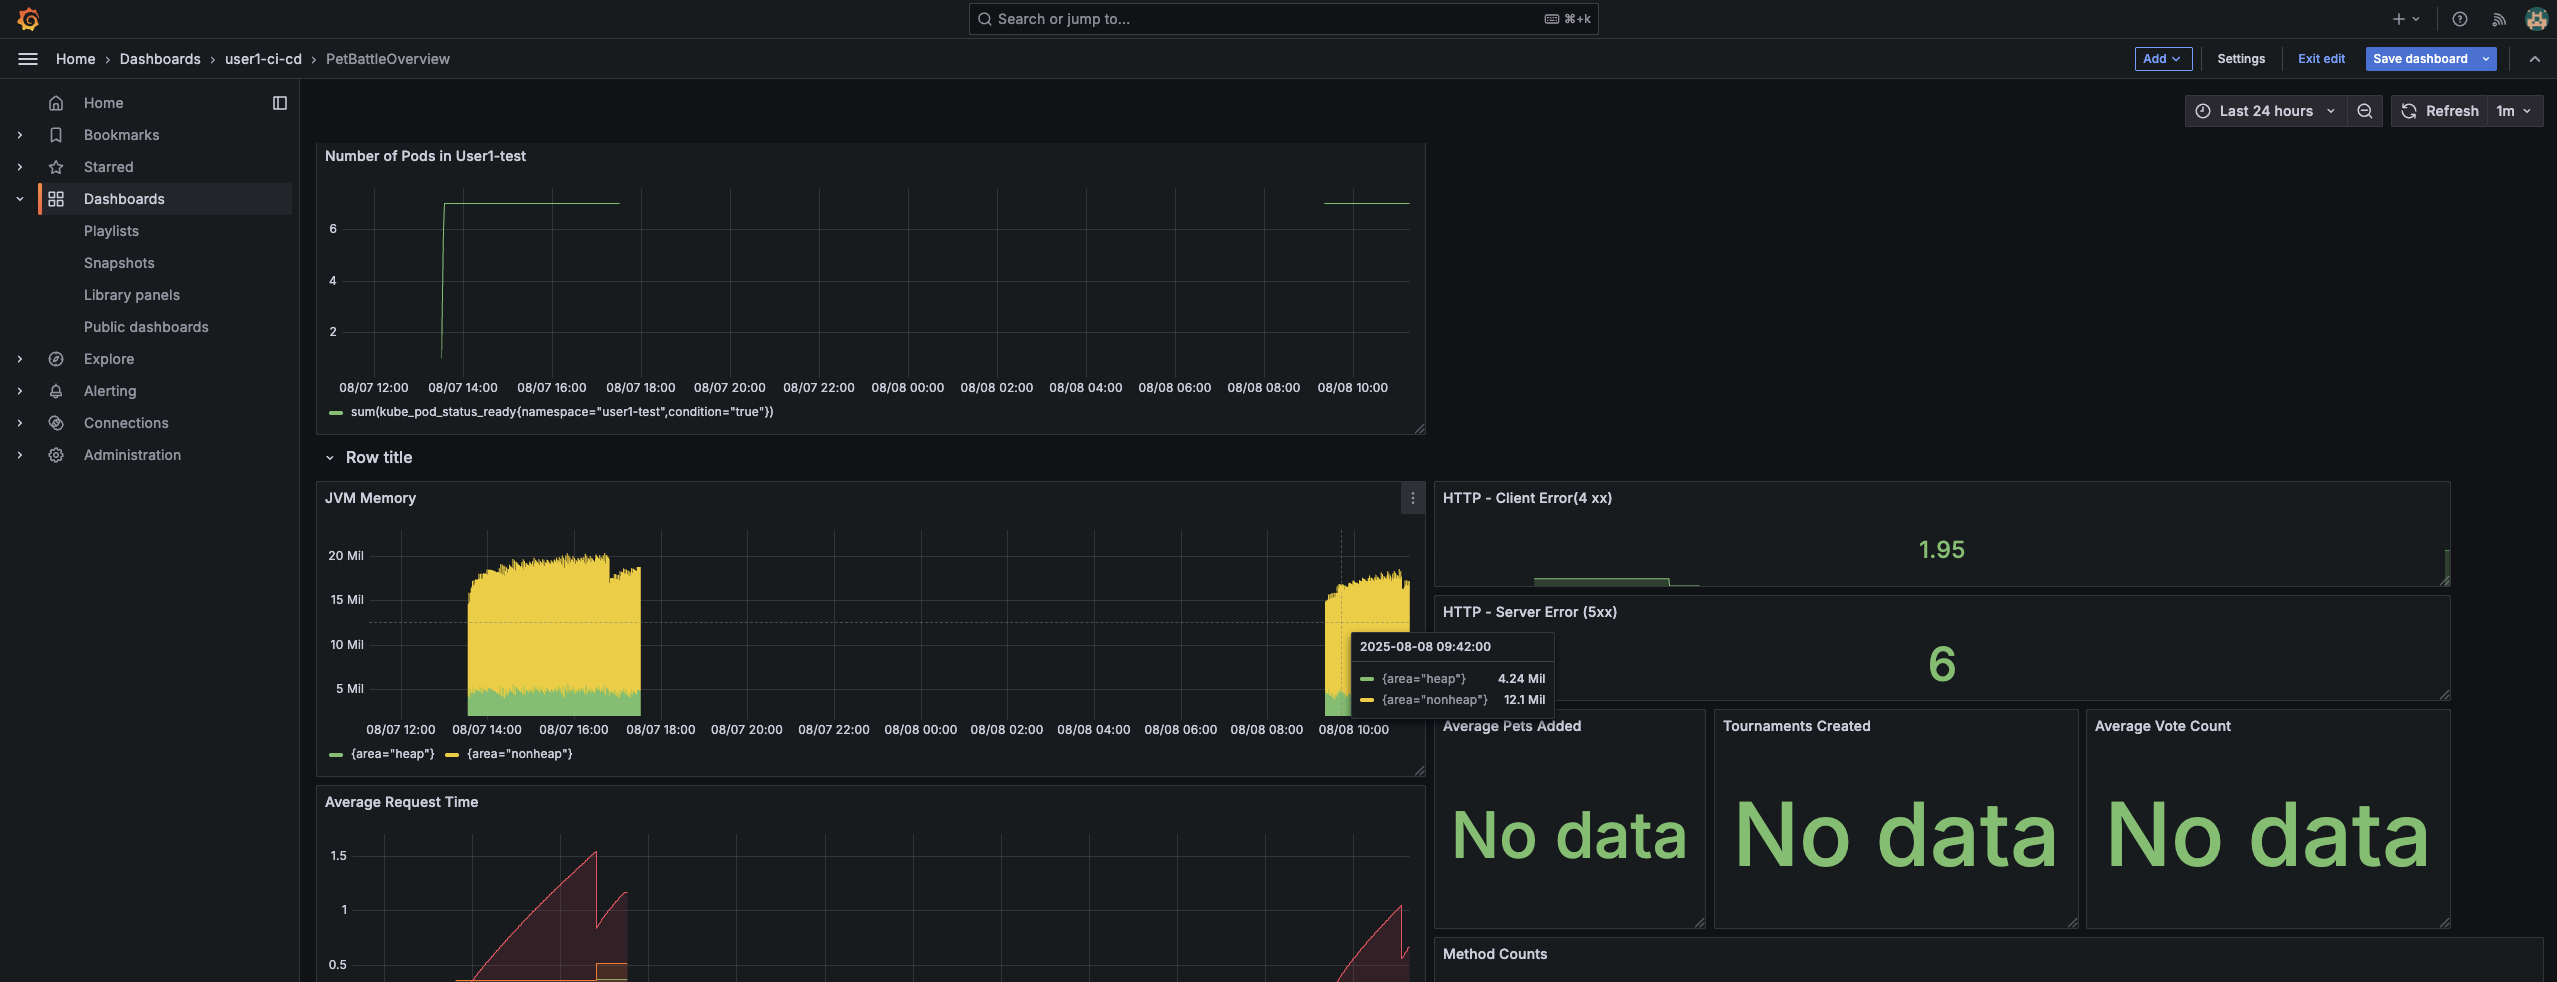 Search or jump to...
⌘+k
Home › Dashboards › user1-ci-cd › PetBattleOverview
Add
Settings
Exit edit
Save dashboard
Home
Bookmarks
Starred
Dashboards
Playlists
Snapshots
Library panels
Public dashboards
Explore
Alerting
Connections
Administration
Last 24 hours
Refresh
1m
Number of Pods in User1-test
6
4
2
08/07 12:00 08/07 14:00 08/07 16:00 08/07 18:00 08/07 20:00 08/07 22:00 08/08 00:00 08/08 02:00 08/08 04:00 08/08 06:00 08/08 08:00 08/08 10:00
sum(kube_pod_status_ready{namespace="user1-test",condition="true"})
Row title
JVM Memory
20 Mil
15 Mil
10 Mil
5 Mil
08/07 12:00 08/07 14:00 08/07 16:00 08/07 18:00 08/07 20:00 08/07 22:00 08/08 00:00 08/08 02:00 08/08 04:00 08/08 06:00 08/08 08:00 08/08 10:00
{area="heap"} {area="nonheap"}
2025-08-08 09:42:00
{area="heap"} 4.24 Mil
{area="nonheap"} 12.1 Mil
HTTP - Client Error(4 xx)
1.95
HTTP - Server Error (5xx)
6
Average Pets Added
No data
Tournaments Created
No data
Average Vote Count
No data
Average Request Time
1.5
1
0.5
Method Counts